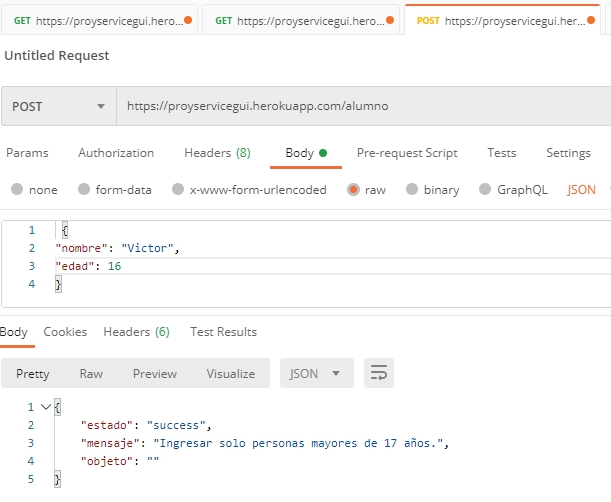 GET https://proyservicegui.hero... GET https://proyservicegui.hero... POST https://proyservicegui.her...
Untitled Request
POST https://proyservicegui.herokuapp.com/alumno
Params Authorization Headers (8) Body Pre-request Script Tests Settings
none form-data x-www-form-urlencoded raw binary GraphQL JSON
1 {
2 "nombre": "Victor",
3 "edad": 16
4 }
Body Cookies Headers (6) Test Results
Pretty Raw Preview Visualize JSON
1 {
2 "estado": "success",
3 "mensaje": "Ingresar solo personas mayores de 17 años.",
4 "objeto": ""
5 }